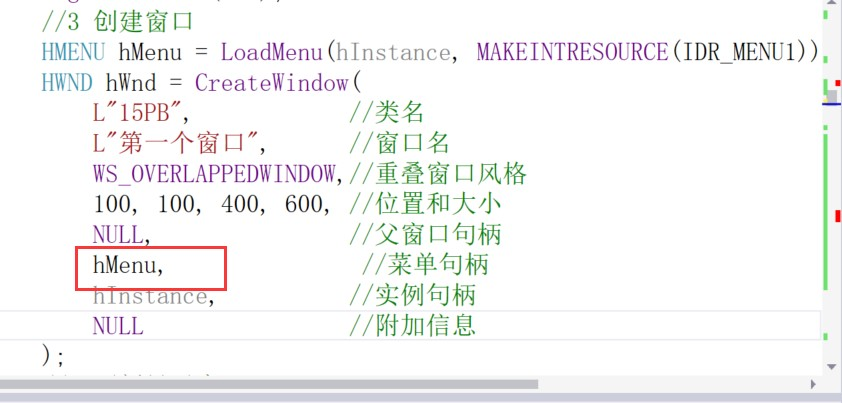 //3 创建窗口
HMENU hMenu = LoadMenu(hInstance, MAKEINTRESOURCE(IDR_MENU1))
HWND hWnd = CreateWindow(
L"15PB", //类名
L"第一个窗口", //窗口名
WS_OVERLAPPEDWINDOW,//重叠窗口风格
100, 100, 400, 600, //位置和大小
NULL, //父窗口句柄
hMenu, //菜单句柄
hInstance, //实例句柄
NULL //附加信息
);